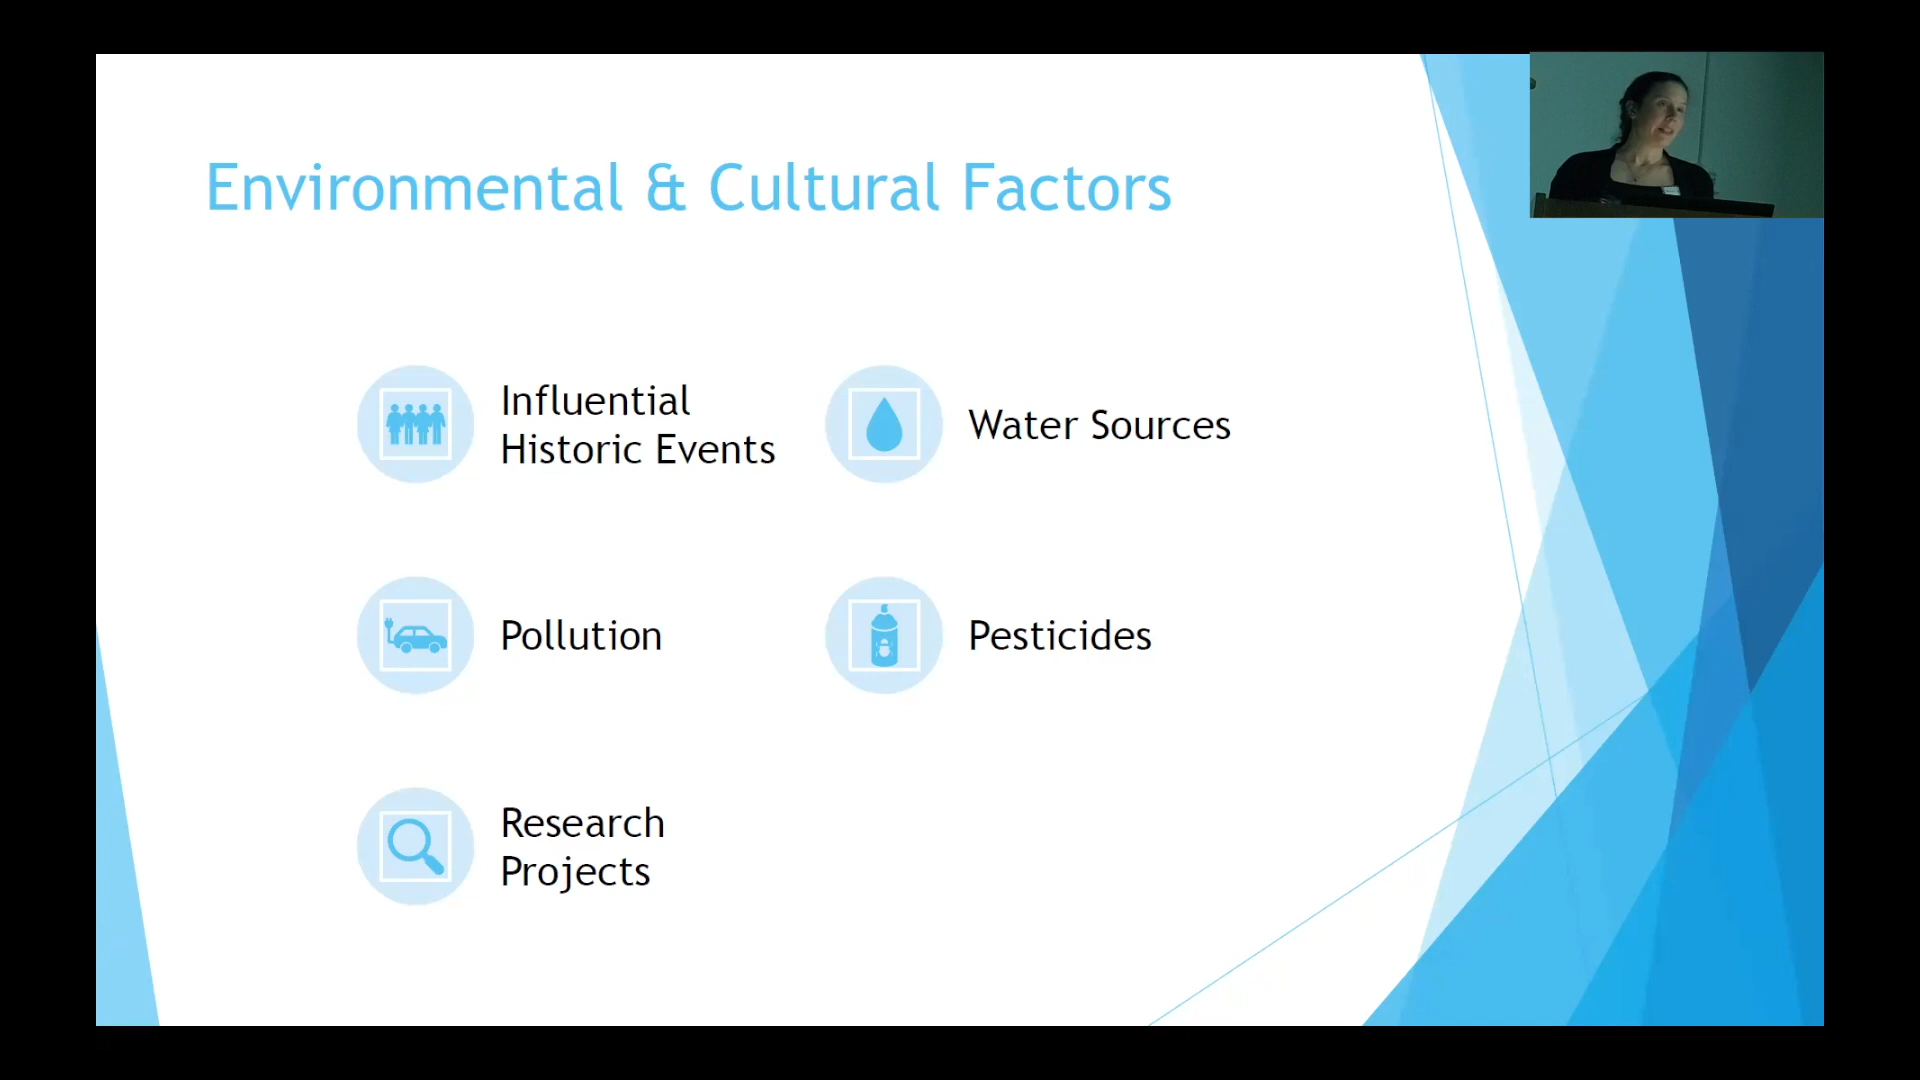 Environmental & Cultural Factors
Influential
Historic Events
Water Sources
Pollution
Pesticides
Research
Projects